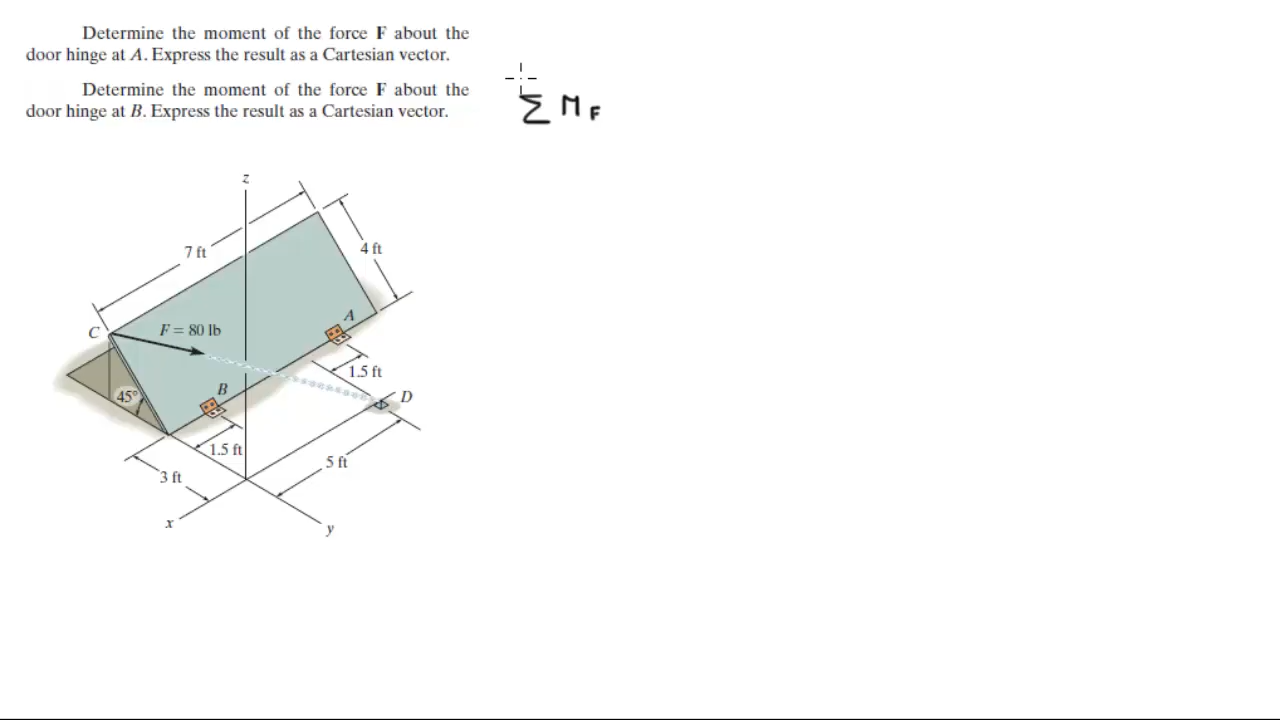 Determine the moment of the force F about the
door hinge at A. Express the result as a Cartesian vector.
Determine the moment of the force F about the
door hinge at B. Express the result as a Cartesian vector.
Σ M F
z
7 ft
4 ft
C
F = 80 lb
A
1.5 ft
B
45°
D
1.5 ft
5 ft
3 ft
x
y